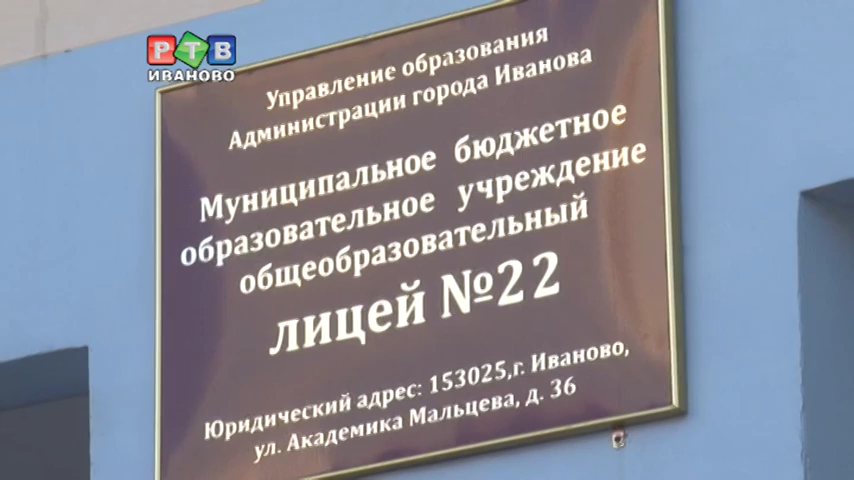 РТВ
ИВАНОВО
Управление образования
Администрации города Иванова
Муниципальное бюджетное
образовательное учреждение
общеобразовательный
лицей №22
Юридический адрес: 153025,г. Иваново,
ул. Академика Мальцева, д. 36